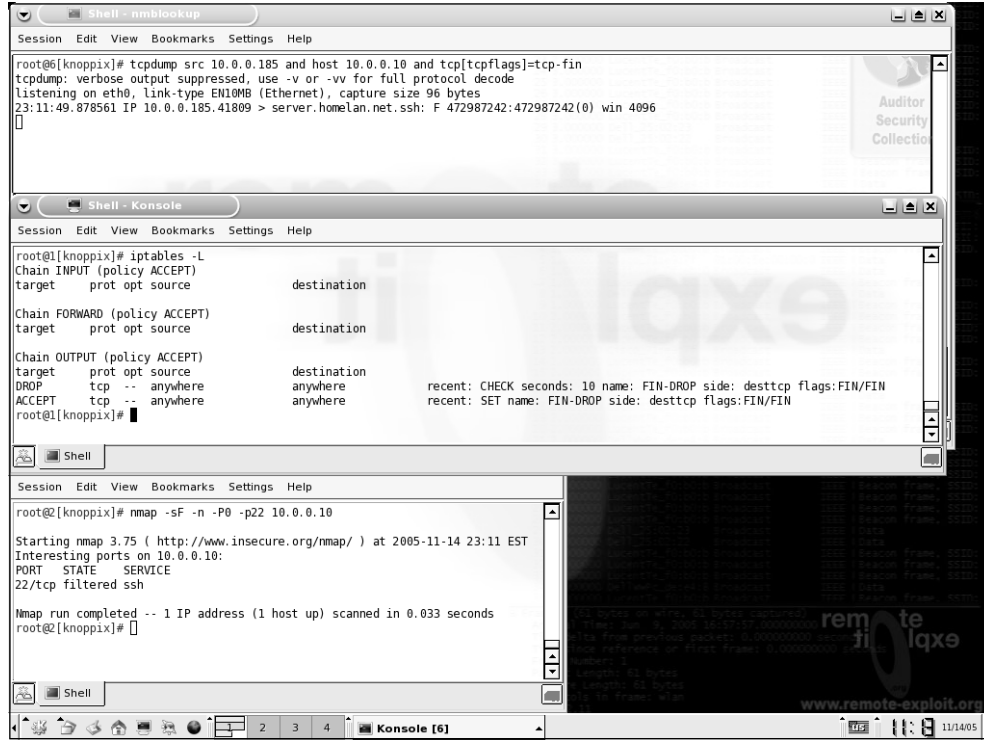 Shell - nmblookup
Session Edit View Bookmarks Settings Help
root@6[knoppix]# tcpdump src 10.0.0.185 and host 10.0.0.10 and tcp[tcpflags]=tcp-fin
tcpdump: verbose output suppressed, use -v or -vv for full protocol decode
listening on eth0, link-type EN10MB (Ethernet), capture size 96 bytes
23:11:49.878561 IP 10.0.0.185.41809 > server.homelan.net.ssh: F 472987242:472987242(0) win 4096
Auditor
Security
Collection
Shell - Konsole
Session Edit View Bookmarks Settings Help
root@1[knoppix]# iptables -L
Chain INPUT (policy ACCEPT)
target prot opt source destination
Chain FORWARD (policy ACCEPT)
target prot opt source destination
Chain OUTPUT (policy ACCEPT)
target prot opt source destination
DROP tcp -- anywhere anywhere recent: CHECK seconds: 10 name: FIN-DROP side: desttcp flags:FIN/FIN
ACCEPT tcp -- anywhere anywhere recent: SET name: FIN-DROP side: desttcp flags:FIN/FIN
root@1[knoppix]#
Shell
Session Edit View Bookmarks Settings Help
root@2[knoppix]# nmap -sF -n -P0 -p22 10.0.0.10
Starting nmap 3.75 ( http://www.insecure.org/nmap/ ) at 2005-11-14 23:11 EST
Interesting ports on 10.0.0.10:
PORT STATE SERVICE
22/tcp filtered ssh
Nmap run completed -- 1 IP address (1 host up) scanned in 0.033 seconds
root@2[knoppix]#
Shell
www.remote-exploit.org
1 2 3 4 Konsole [6] us 11:11 11/14/05